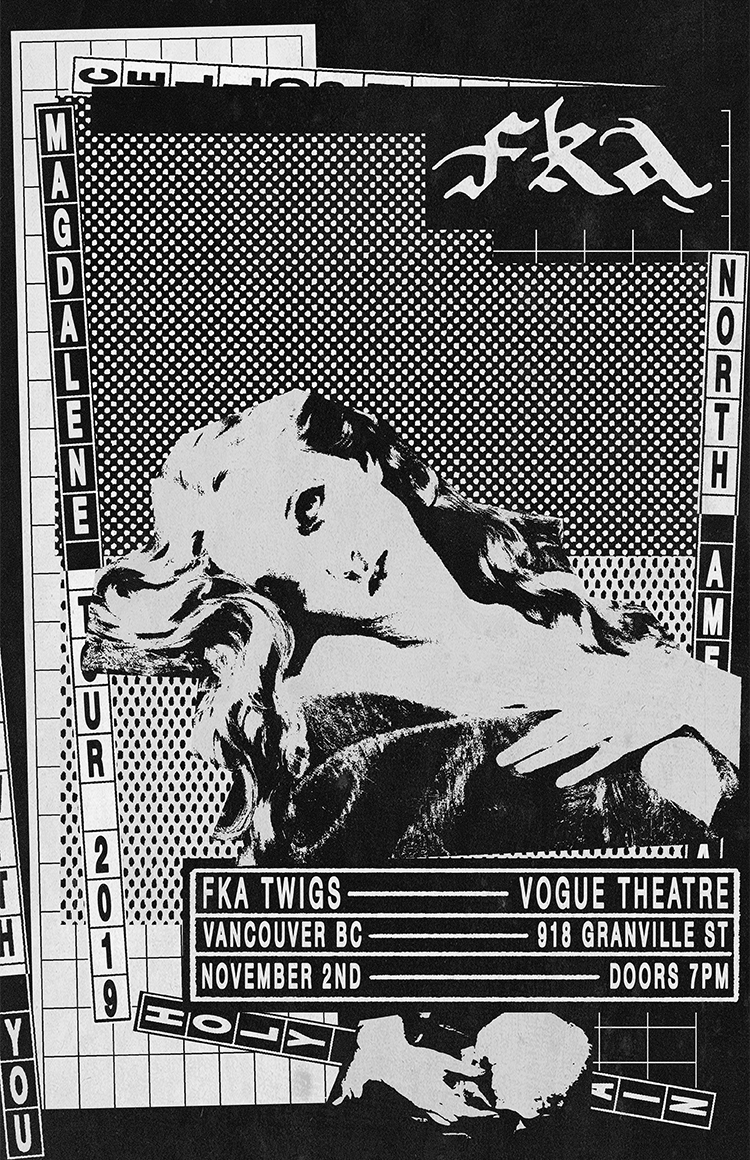 FKA
MAGDALENE TOUR 2019
NORTH AME
FKA TWIGS VOGUE THEATRE
VANCOUVER BC 918 GRANVILLE ST
NOVEMBER 2ND DOORS 7PM
HOLY
TH YOU
AIN